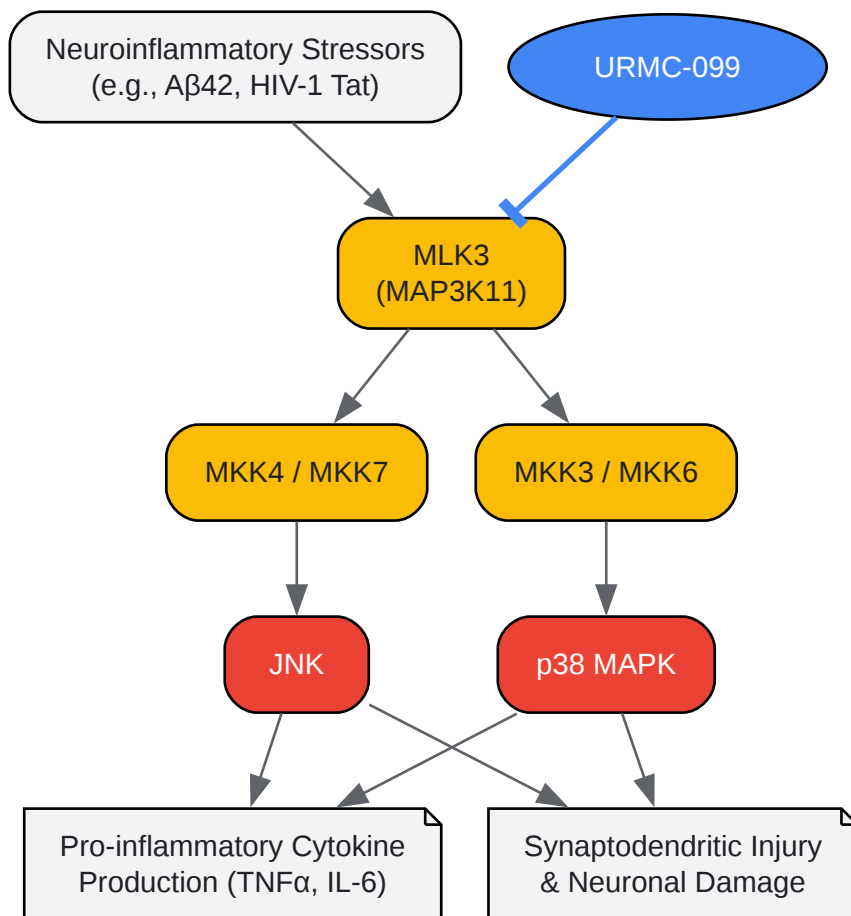 Neuroinflammatory Stressors
(e.g., Aβ42, HIV-1 Tat)
URMC-099
MLK3
(MAP3K11)
MKK4 / MKK7
MKK3 / MKK6
JNK
p38 MAPK
Pro-inflammatory Cytokine
Production (TNFα, IL-6)
Synaptodendritic Injury
& Neuronal Damage